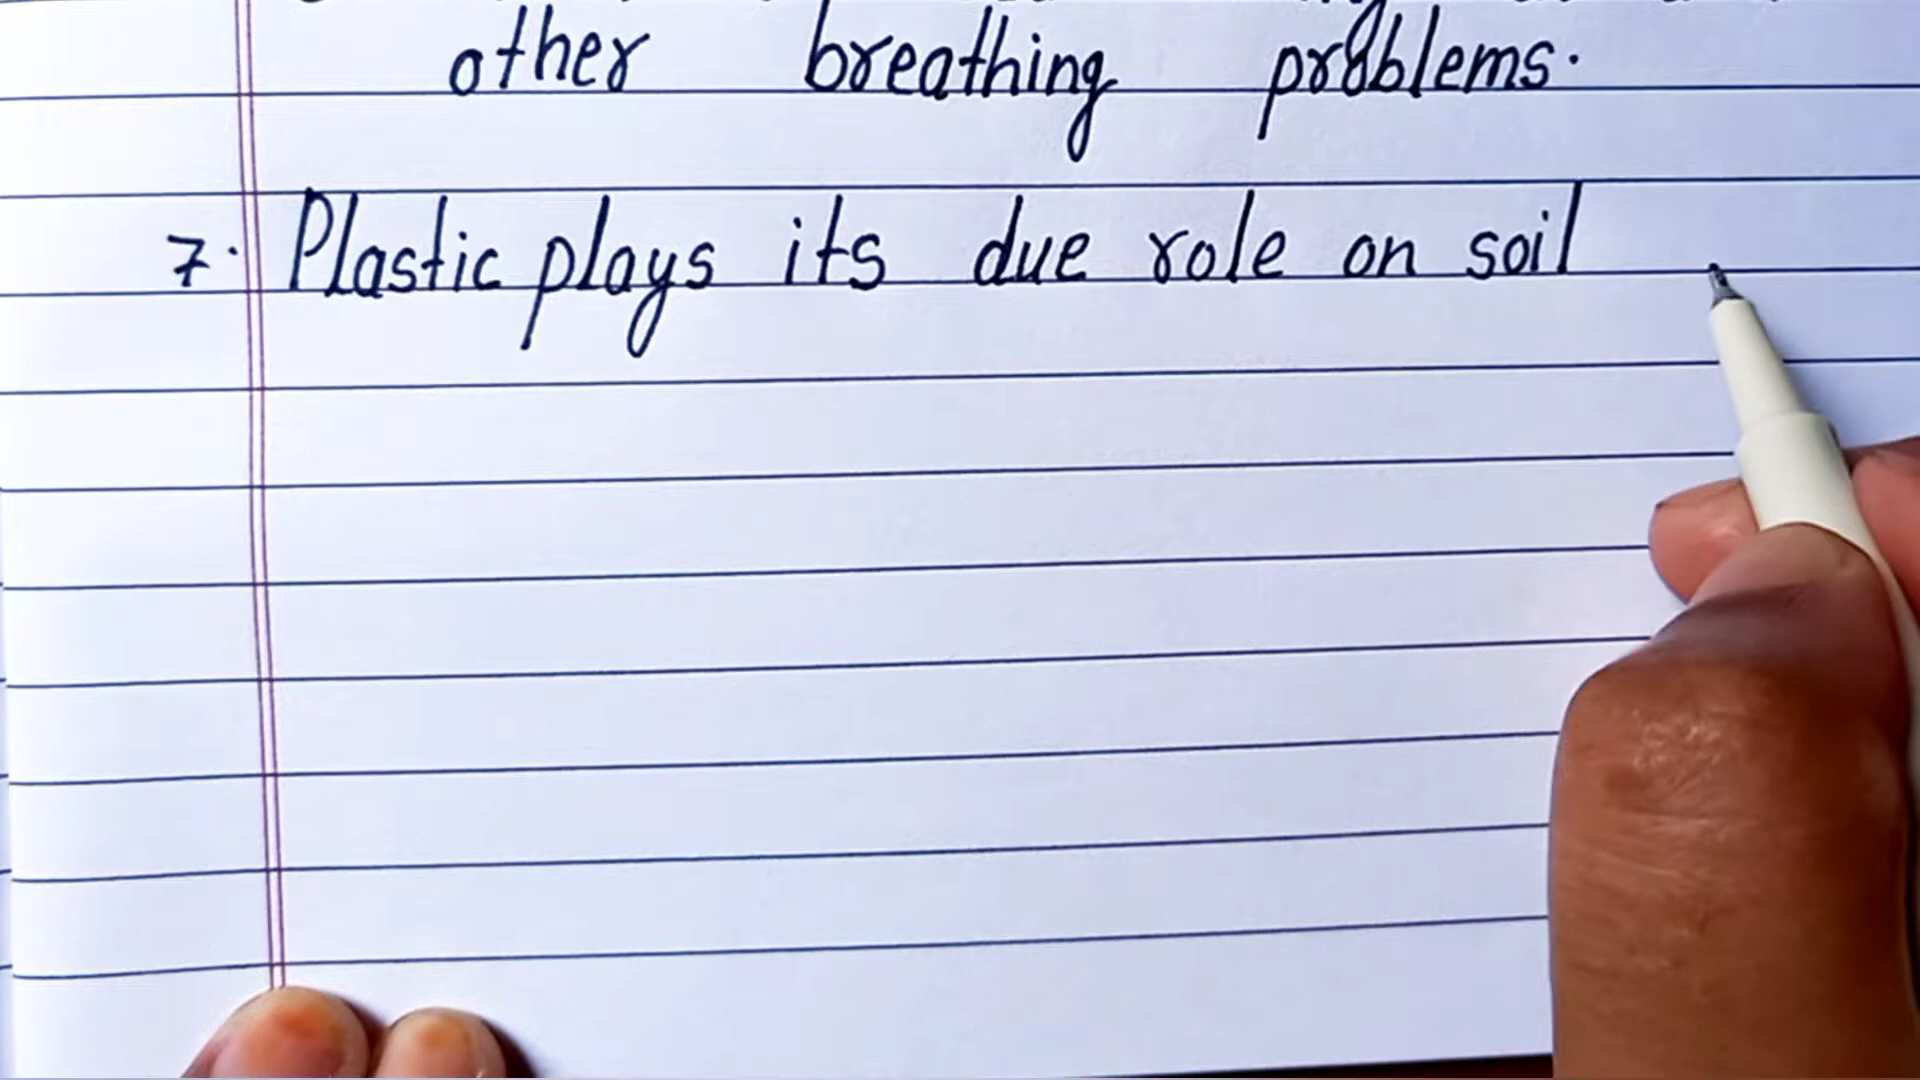 other breathing problems.
7. Plastic plays its due role on soil